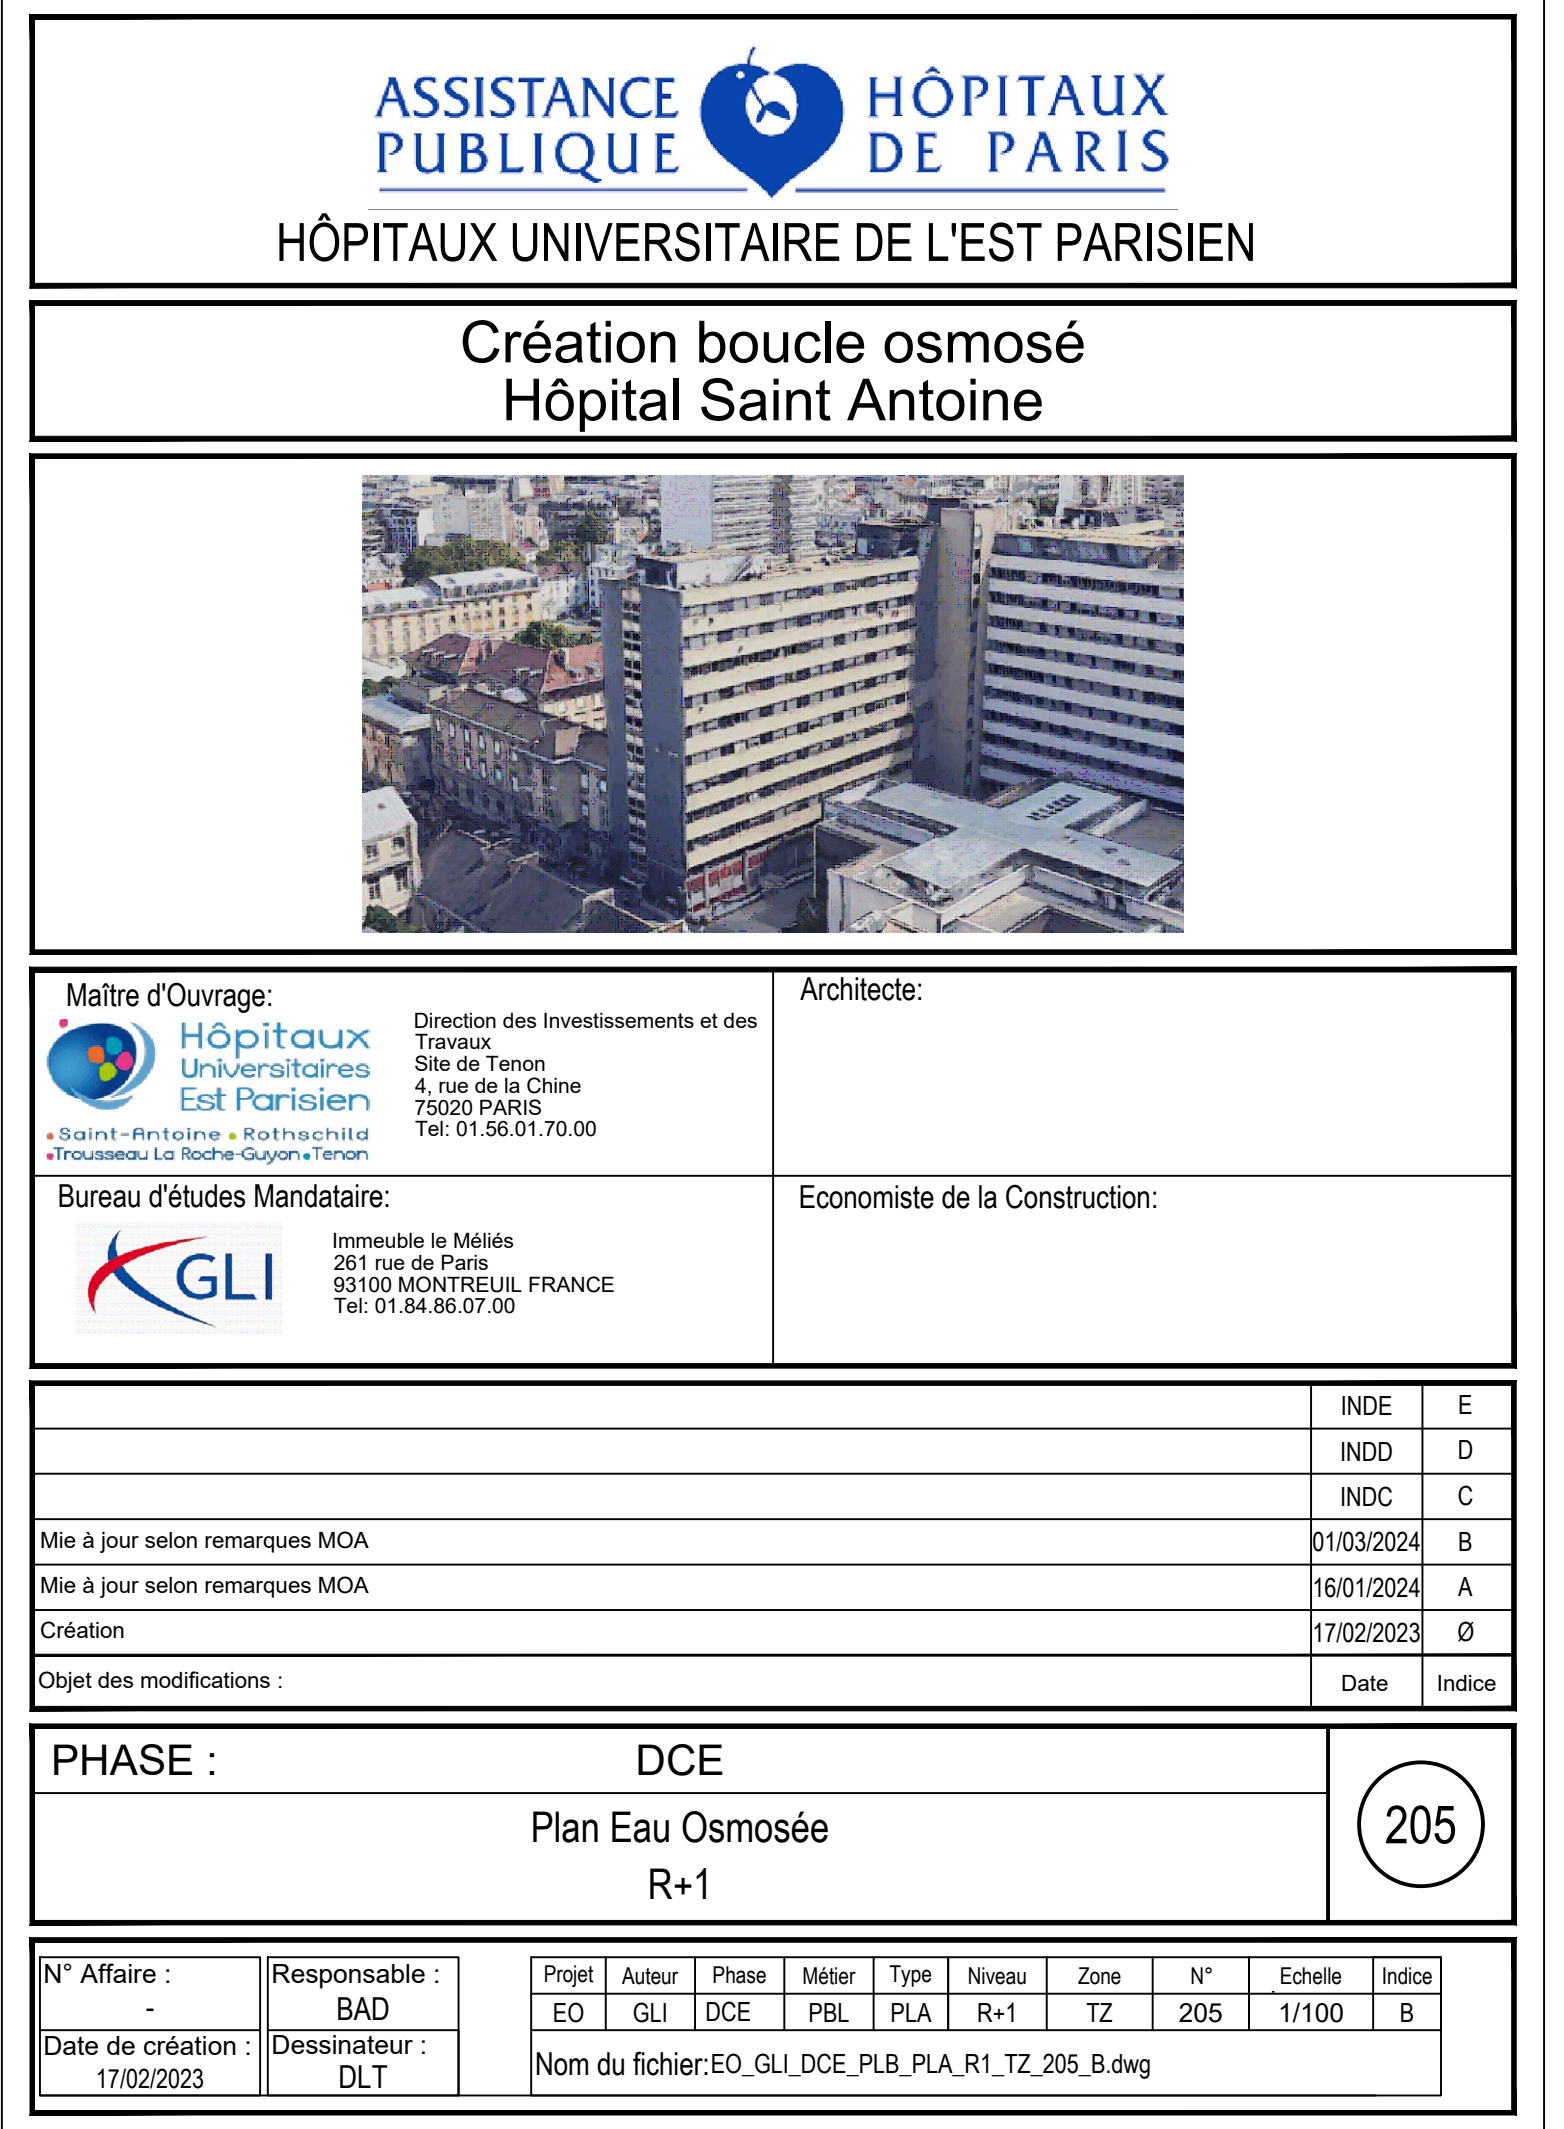 ASSISTANCE HÔPITAUX
PUBLIQUE DE PARIS
HÔPITAUX UNIVERSITAIRE DE L'EST PARISIEN
Création boucle osmosé
Hôpital Saint Antoine
Maître d'Ouvrage:
Hôpitaux
Universitaires
Est Parisien
Saint-Antoine Rothschild
Trousseau La Roche-Guyon Tenon
Direction des Investissements et des
Travaux
Site de Tenon
4, rue de la Chine
75020 PARIS
Tel: 01.56.01.70.00
Architecte:
Bureau d'études Mandataire:
GLI
Immeuble le Méliés
261 rue de Paris
93100 MONTREUIL FRANCE
Tel: 01.84.86.07.00
Economiste de la Construction:
INDE E
INDD D
INDC C
Mie à jour selon remarques MOA 01/03/2024 B
Mie à jour selon remarques MOA 16/01/2024 A
Création 17/02/2023 Ø
Objet des modifications : Date Indice
PHASE : DCE
Plan Eau Osmosée
R+1
205
N° Affaire :
-
Date de création :
17/02/2023
Responsable :
BAD
Dessinateur :
DLT
Projet Auteur Phase Métier Type Niveau Zone N° Echelle Indice
EO GLI DCE PBL PLA R+1 TZ 205 1/100 B
Nom du fichier:EO_GLI_DCE_PLB_PLA_R1_TZ_205_B.dwg